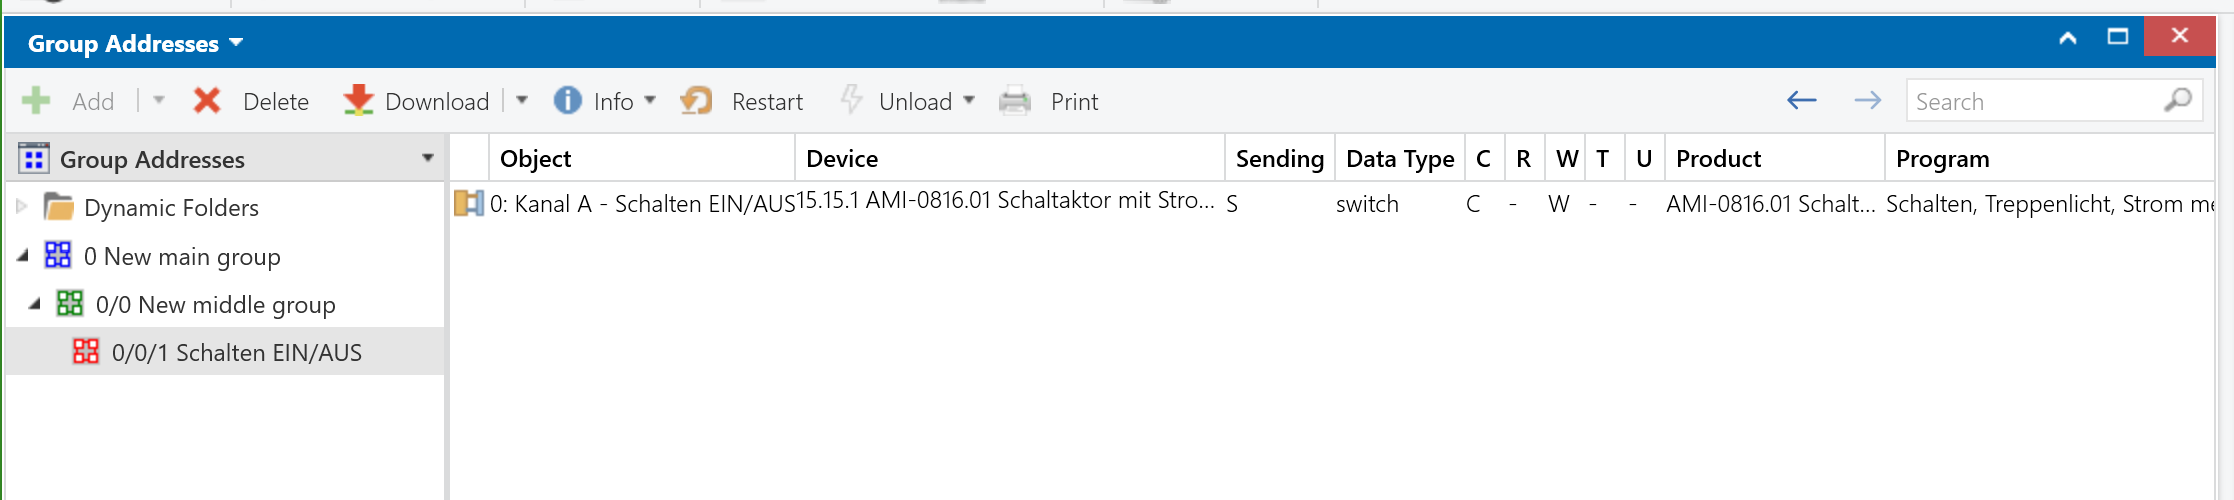 Group Addresses
Add Delete Download Info Restart Unload Print Search
Group Addresses Object Device Sending Data Type C R W T U Product Program
Dynamic Folders 0: Kanal A - Schalten EIN/AUS 15.15.1 AMI-0816.01 Schaltaktor mit Stro... S switch C - W - - AMI-0816.01 Schalt... Schalten, Treppenlicht, Strom me
0 New main group
0/0 New middle group
0/0/1 Schalten EIN/AUS